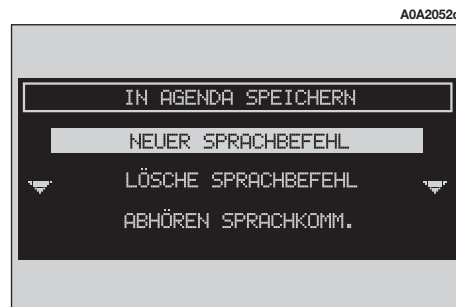 A0A2052c
IN AGENDA SPEICHERN
NEUER SPRACHBEFEHL
LÖSCHE SPRACHBEFEHL
ABHÖREN SPRACHKOMM.